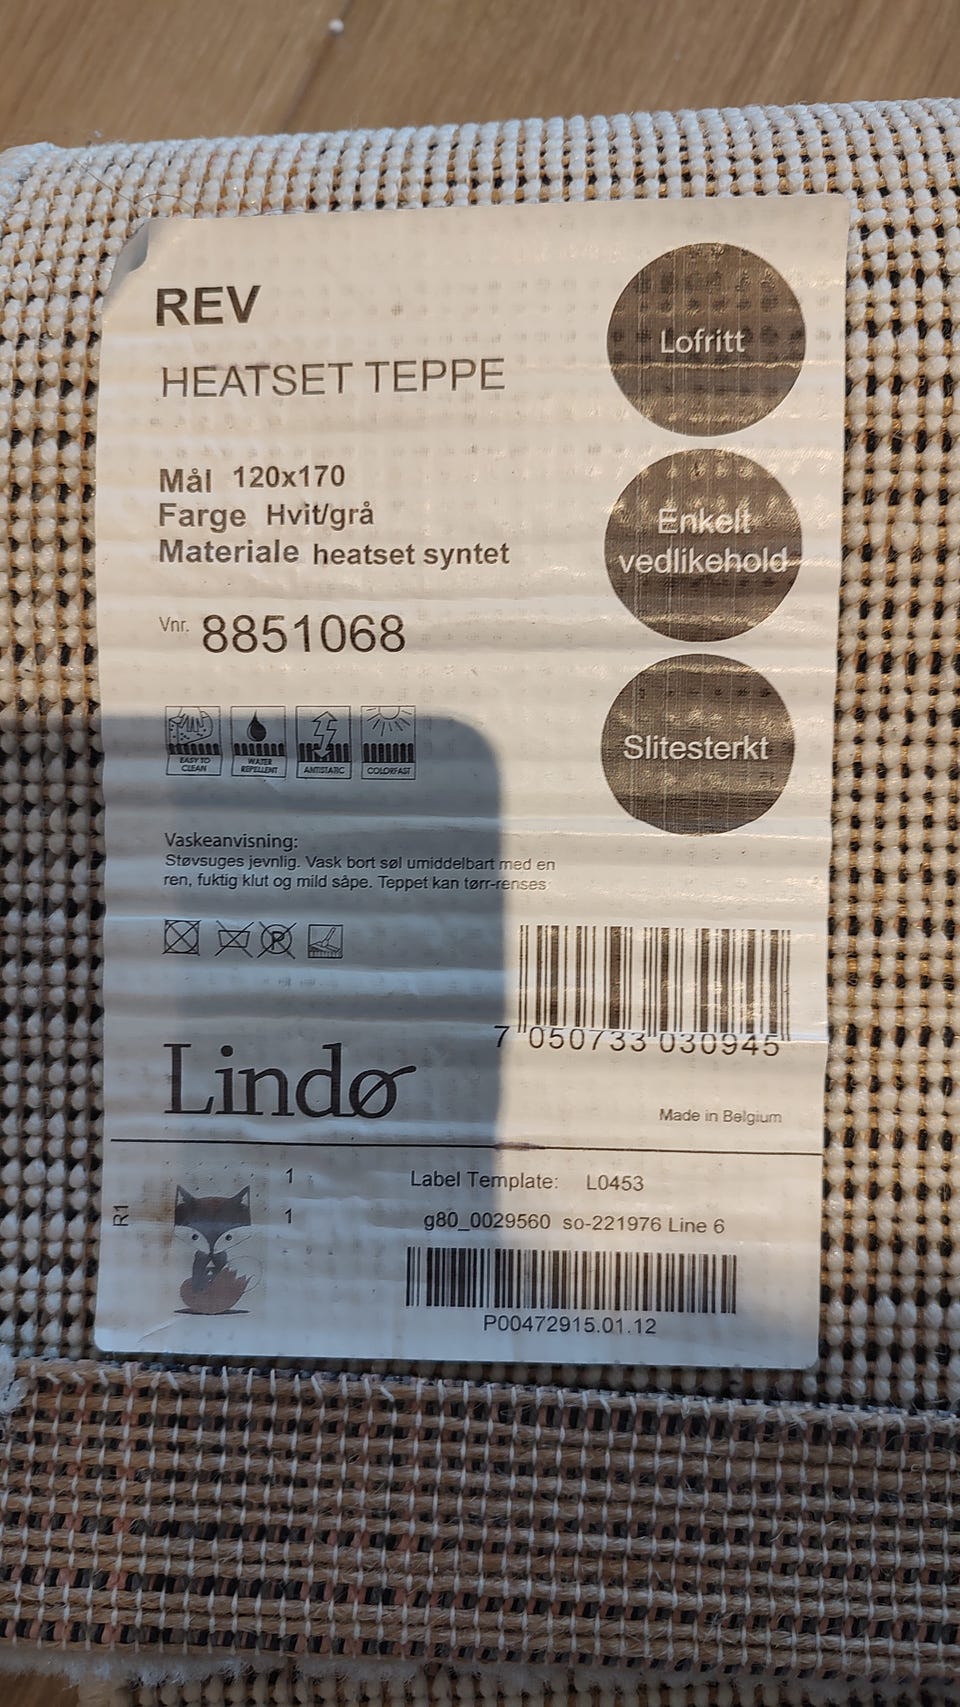 REV
HEATSET TEPPE
Lofritt
Mål 120x170
Farge Hvit/grå
Materiale heatset syntet
Enkelt
vedlikehold
Vnr. 8851068
Slitesterkt
EASY TO
CLEAN
WATER
REPELLENT
ANTISTATIC
COLORFAST
Vaskeanvisning:
Støvsuges jevnlig. Vask bort søl umiddelbart med en
ren, fuktig klut og mild såpe. Teppet kan tørr-renses
P
7 050733 030945
Lindø
Made in Belgium
R1
1
1
Label Template: L0453
g80_0029560 so-221976 Line 6
P00472915.01.12